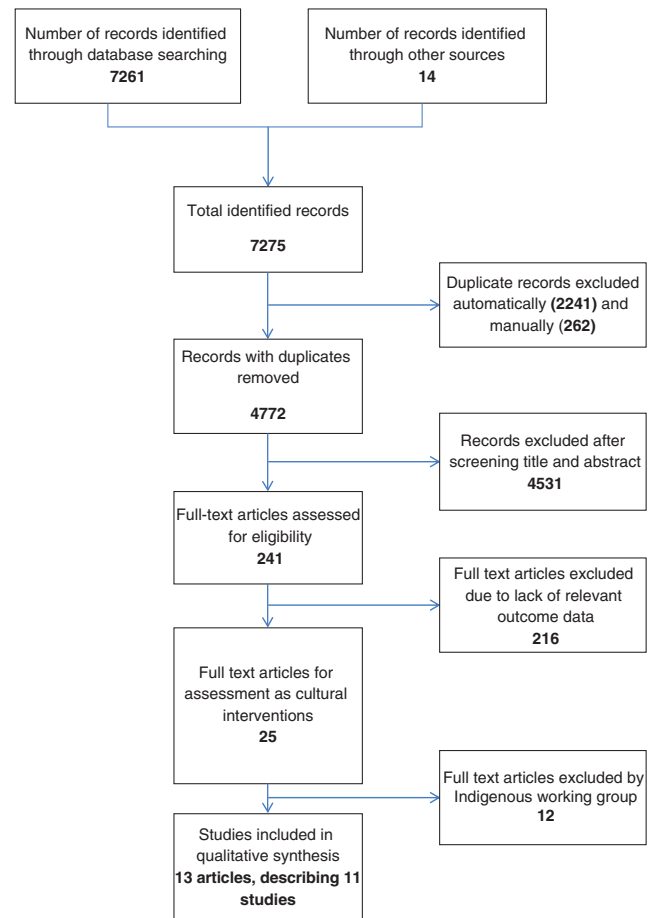 Number of records identified
through database searching
7261
Number of records identified
through other sources
14
Total identified records
7275
Duplicate records excluded
automatically (2241) and
manually (262)
Records with duplicates
removed
4772
Records excluded after
screening title and abstract
4531
Full-text articles assessed
for eligibility
241
Full text articles excluded
due to lack of relevant
outcome data
216
Full text articles for
assessment as cultural
interventions
25
Full text articles excluded by
Indigenous working group
12
Studies included in
qualitative synthesis
13 articles, describing 11
studies